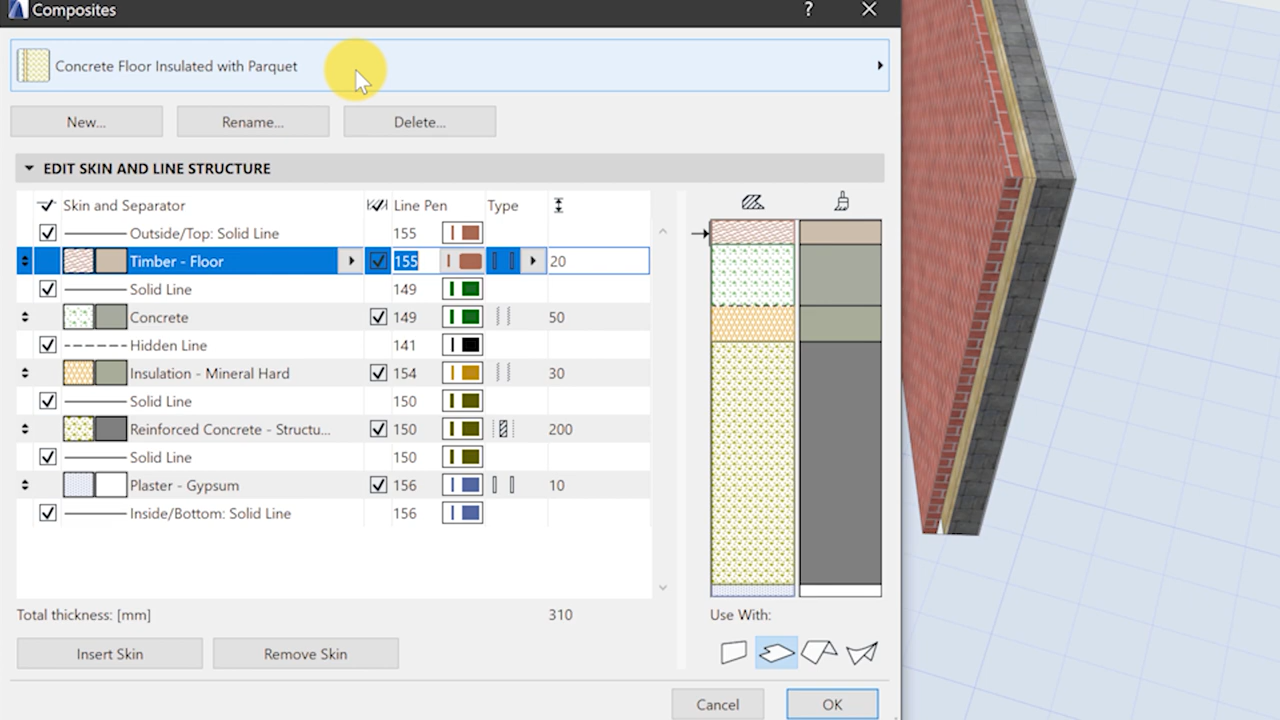 Composites ?
Concrete Floor Insulated with Parquet
New... Rename... Delete...
EDIT SKIN AND LINE STRUCTURE
Skin and Separator Line Pen Type
Outside/Top: Solid Line 155
Timber - Floor 155 20
Solid Line 149
Concrete 149 50
Hidden Line 141
Insulation - Mineral Hard 154 30
Solid Line 150
Reinforced Concrete - Structu... 150 200
Solid Line 150
Plaster - Gypsum 156 10
Inside/Bottom: Solid Line 156
Total thickness: [mm] 310
Use With:
Insert Skin Remove Skin
Cancel OK